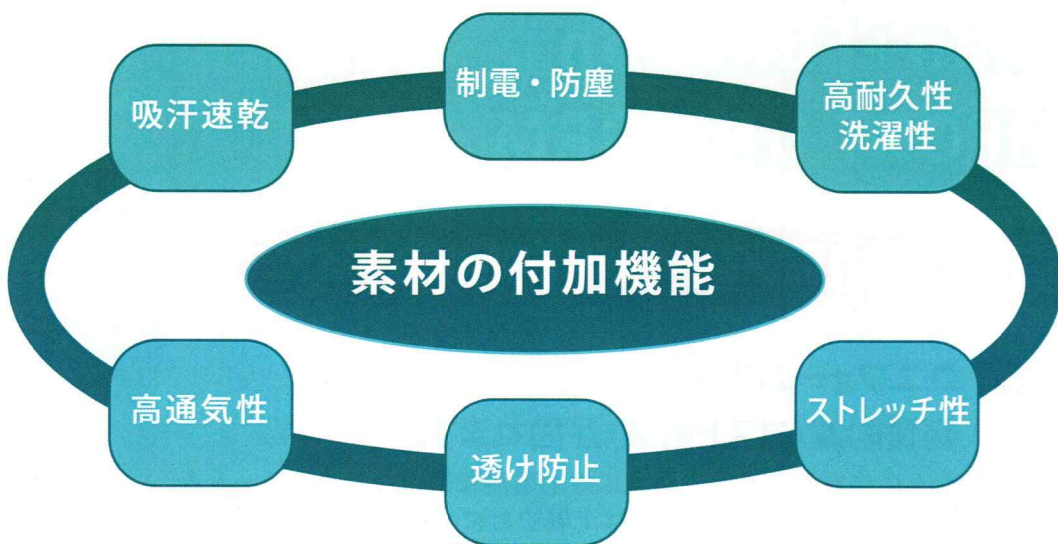 制電・防塵
吸汗速乾
高耐久性
洗濯性
素材の付加機能
高通気性
ストレッチ性
透け防止